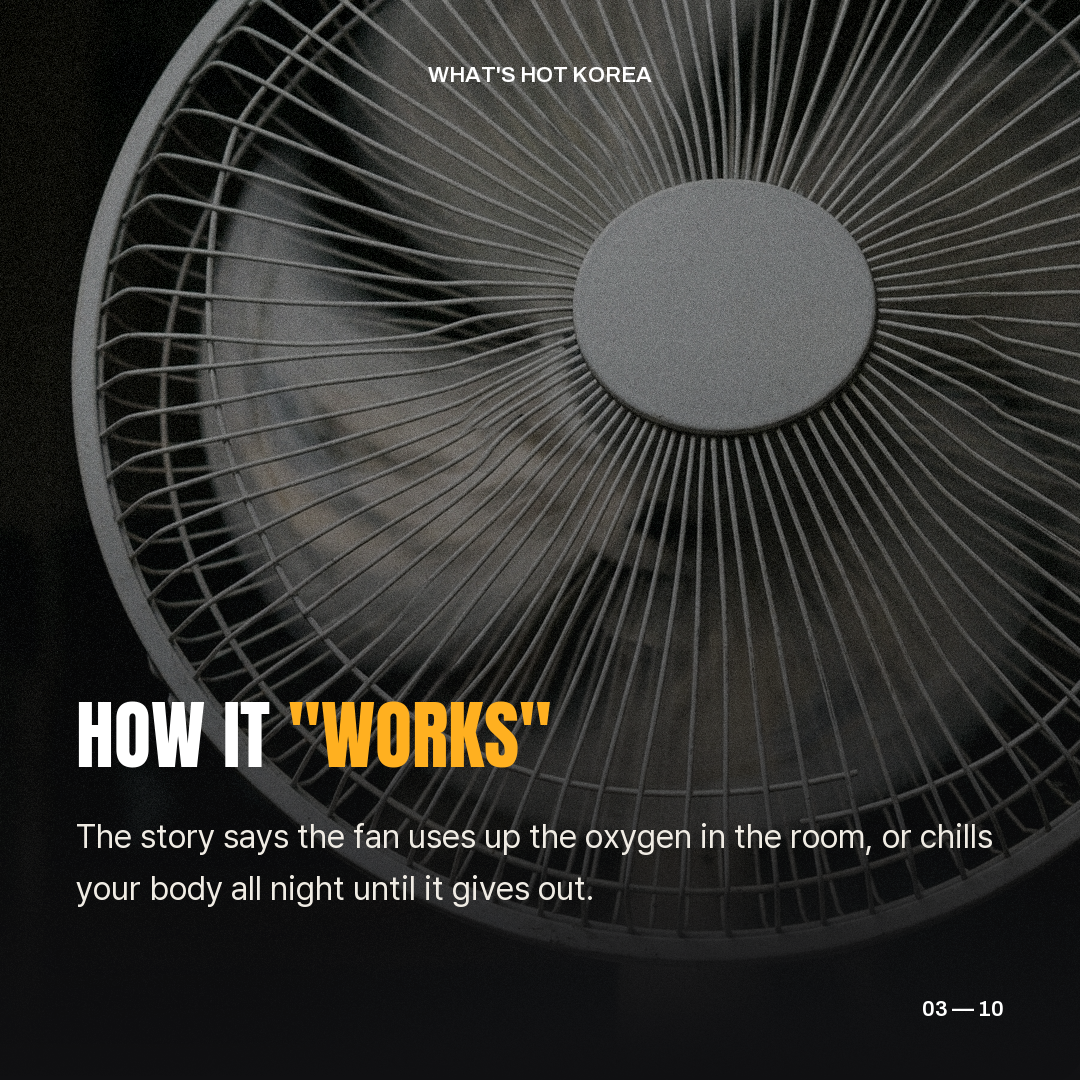 WHAT'S HOT KOREA
HOW IT "WORKS"
The story says the fan uses up the oxygen in the room, or chills
your body all night until it gives out.
03 — 10